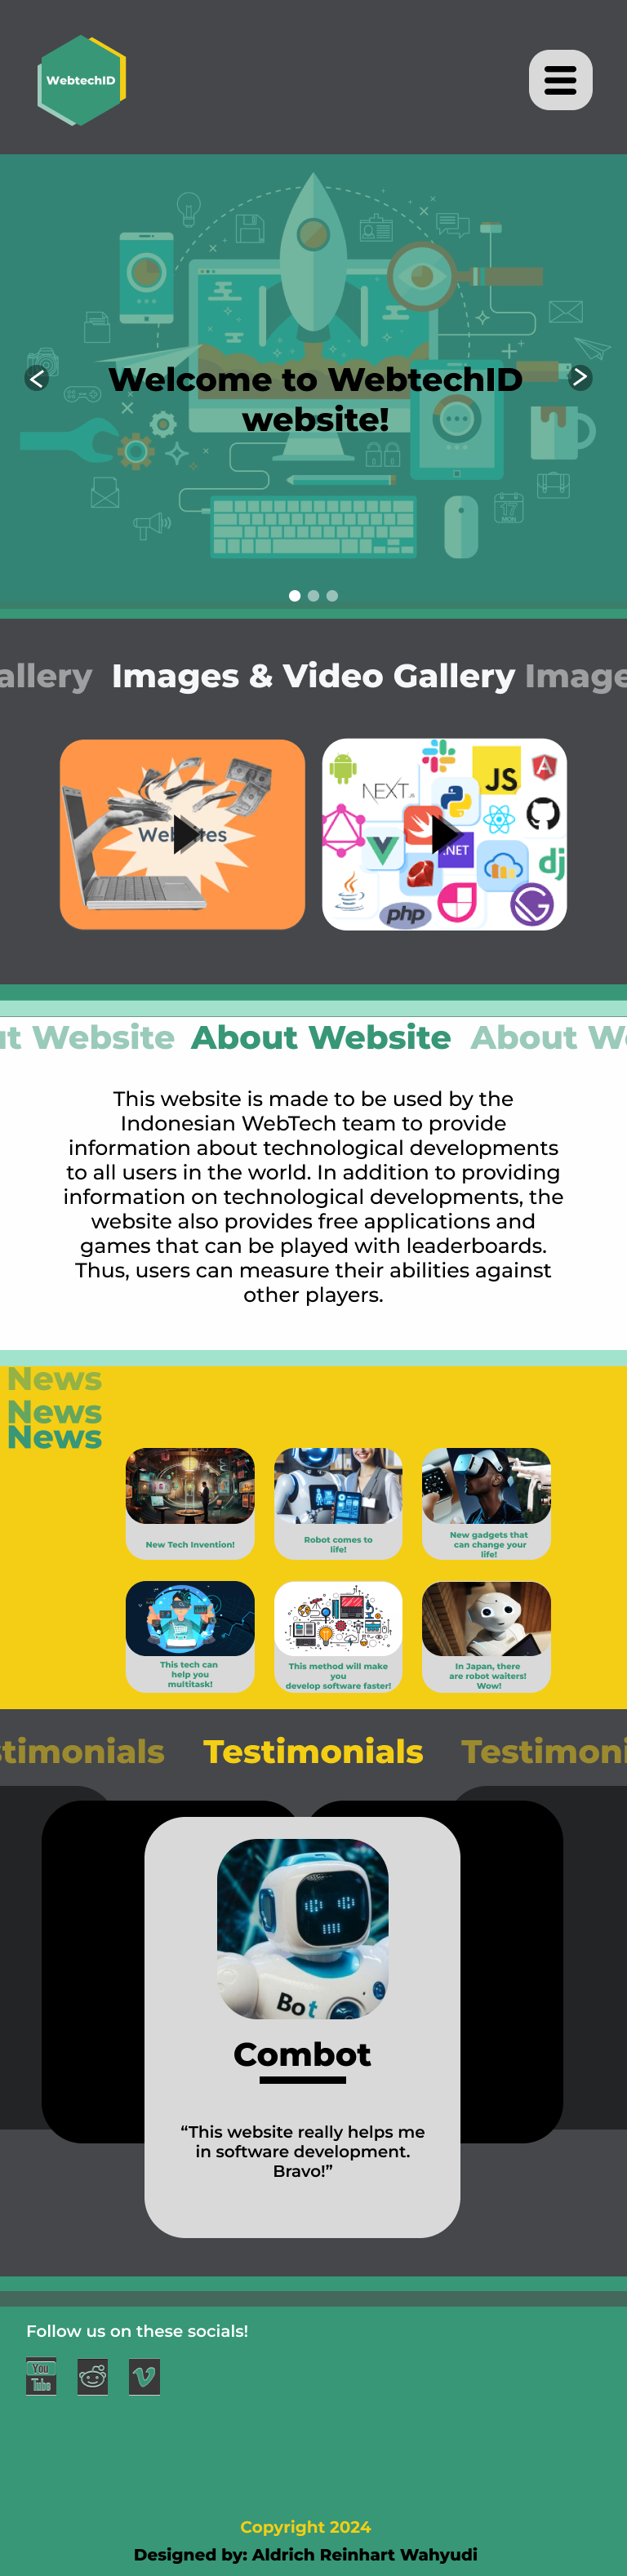 WebtechID
Welcome to WebtechID
website!
17
MON
allery Images & Video Gallery Image
Websites
NEXT.JS
JS
.NET
dj
Java
php
ut Website About Website About We
This website is made to be used by the
Indonesian WebTech team to provide
information about technological developments
to all users in the world. In addition to providing
information on technological developments, the
website also provides free applications and
games that can be played with leaderboards.
Thus, users can measure their abilities against
other players.
News
News
News
New Tech Invention!
Robot comes to
life!
New gadgets that
can change your
life!
This tech can
help you
multitask!
This method will make
you
develop software faster!
In Japan, there
are robot waiters!
Wow!
stimonials Testimonials Testimoni
Bot
Combot
“This website really helps me
in software development.
Bravo!”
Follow us on these socials!
You
Tube
Copyright 2024
Designed by: Aldrich Reinhart Wahyudi